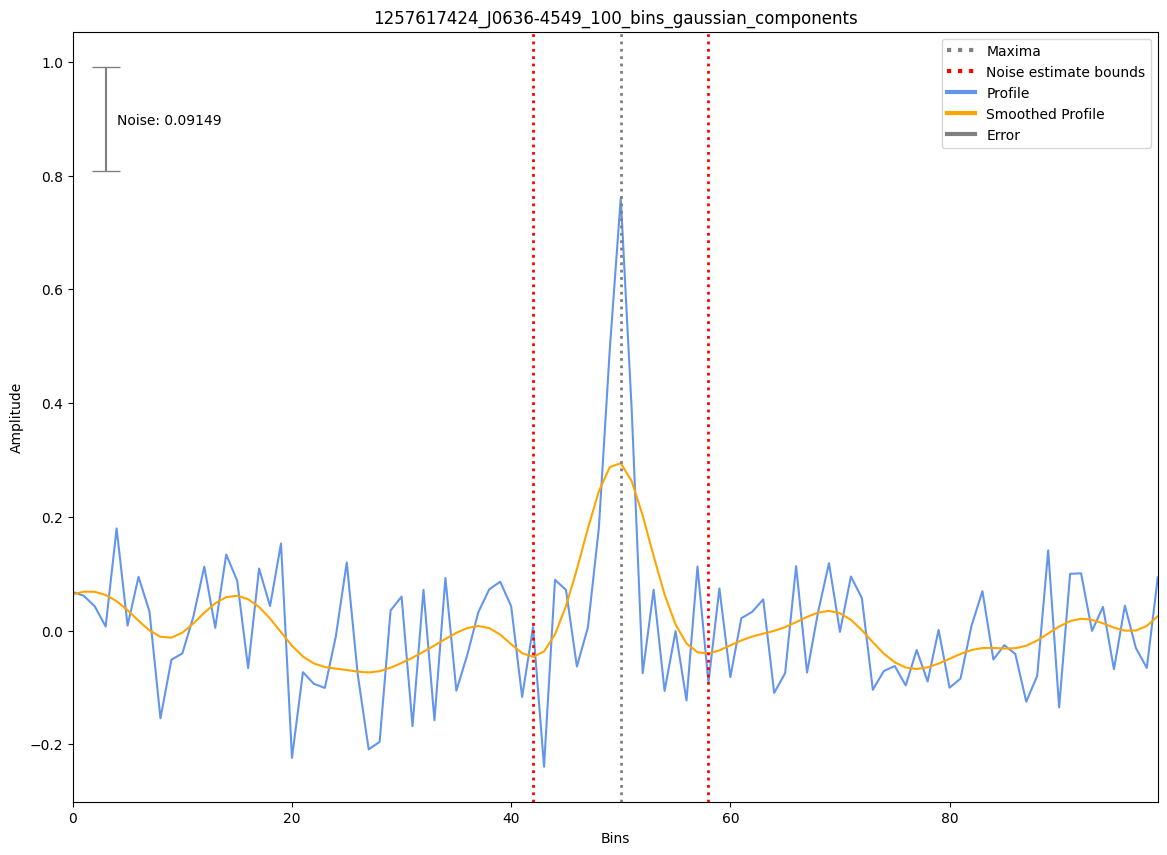 1257617424_J0636-4549_100_bins_gaussian_components
Maxima
Noise estimate bounds
Profile
Smoothed Profile
Error
Noise: 0.09149
1.0
0.8
0.6
0.4
0.2
0.0
−0.2
Amplitude
0 20 40 60 80
Bins